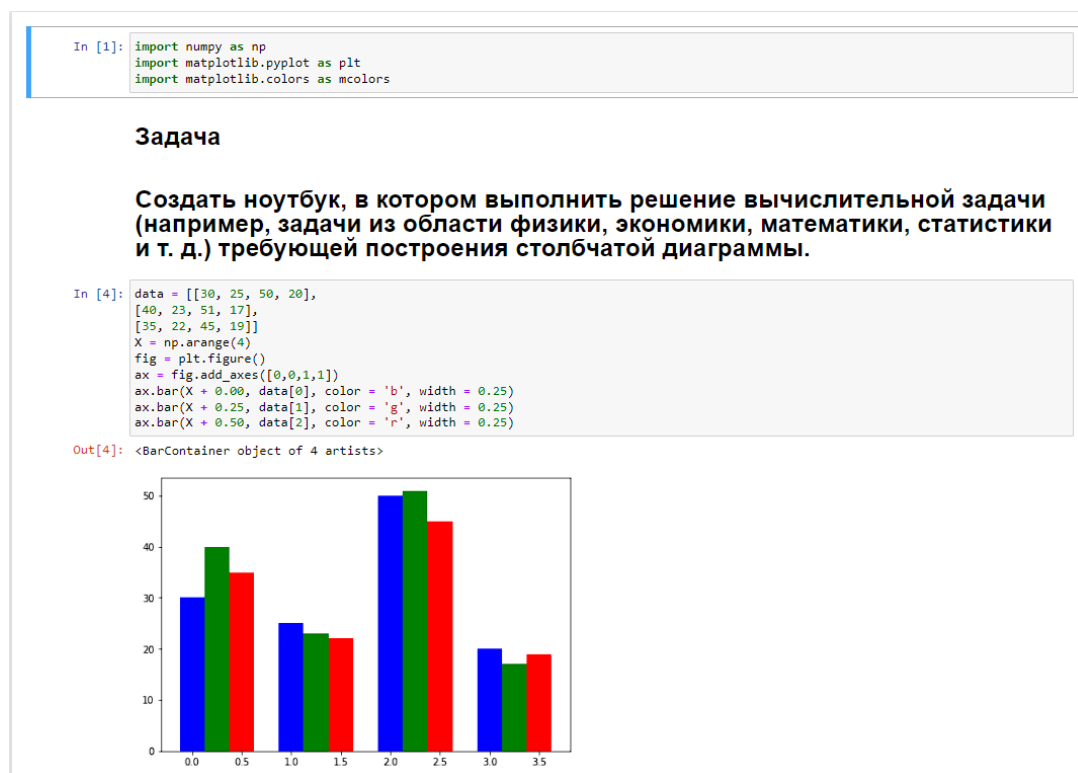 In [1]: import numpy as np
import matplotlib.pyplot as plt
import matplotlib.colors as mcolors
Задача
Создать ноутбук, в котором выполнить решение вычислительной задачи
(например, задачи из области физики, экономики, математики, статистики
и т. д.) требующей построения столбчатой диаграммы.
In [4]: data = [[30, 25, 50, 20],
[40, 23, 51, 17],
[35, 22, 45, 19]]
X = np.arange(4)
fig = plt.figure()
ax = fig.add_axes([0,0,1,1])
ax.bar(X + 0.00, data[0], color = 'b', width = 0.25)
ax.bar(X + 0.25, data[1], color = 'g', width = 0.25)
ax.bar(X + 0.50, data[2], color = 'r', width = 0.25)
Out[4]: <BarContainer object of 4 artists>
50
40
30
20
10
0
0.0 0.5 1.0 1.5 2.0 2.5 3.0 3.5